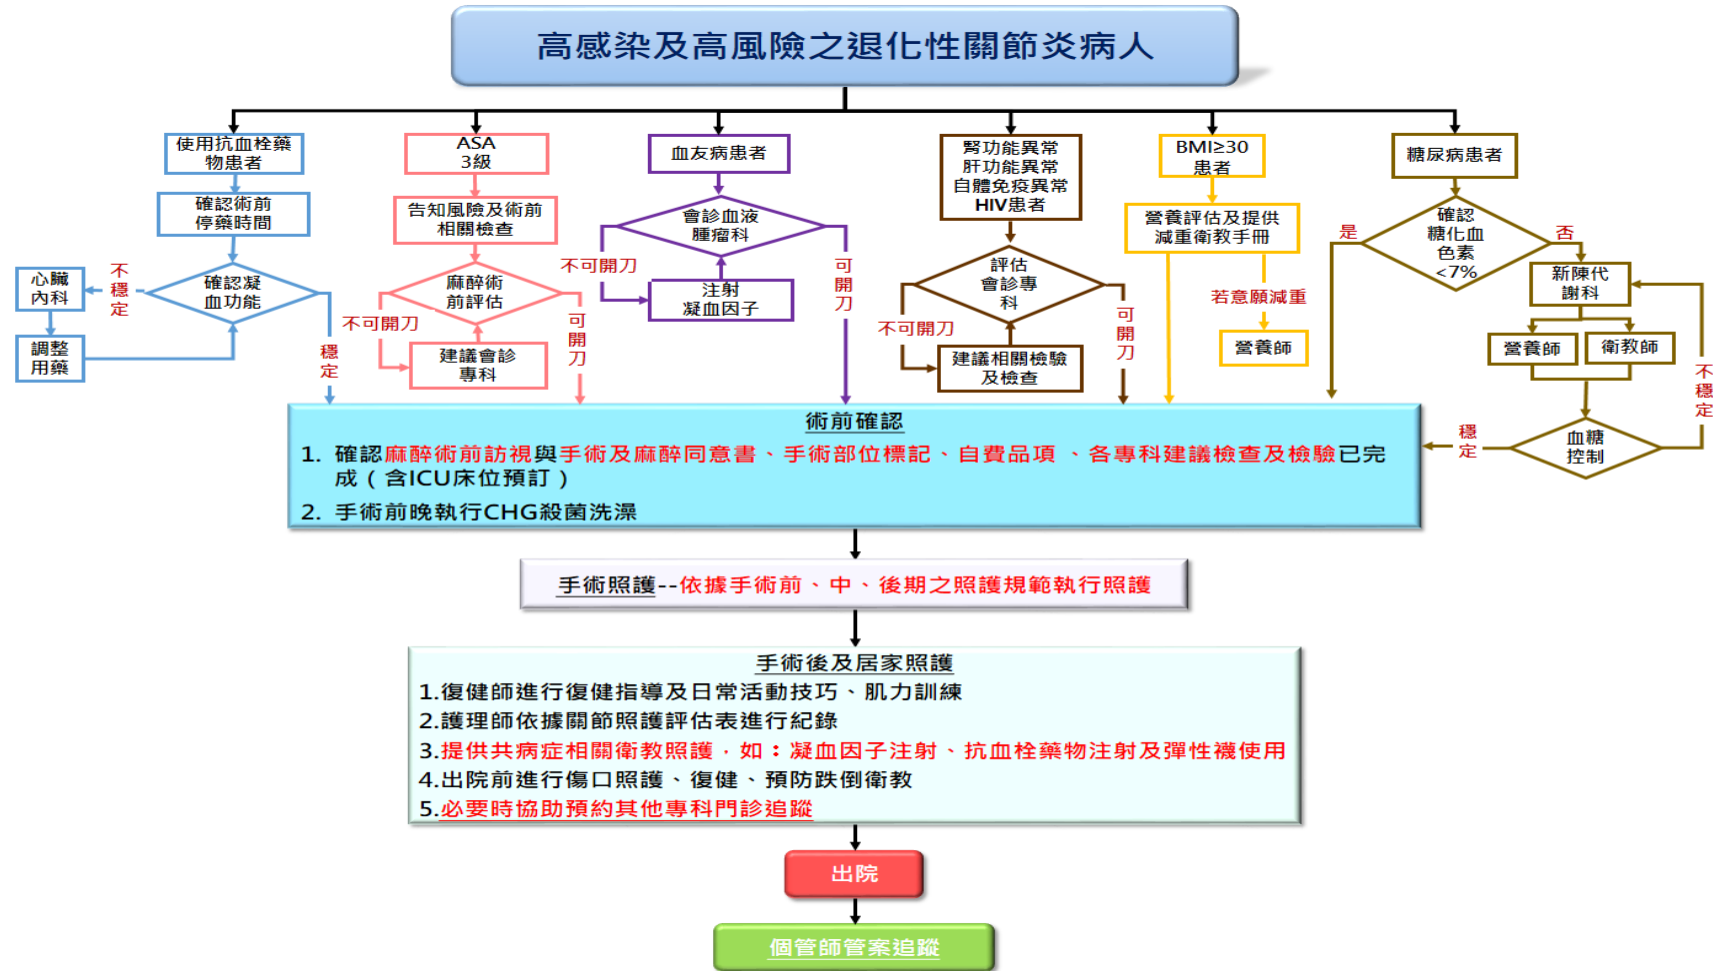 高感染及高風險之退化性關節炎病人
使用抗血栓藥
物患者
確認術前
停藥時間
確認凝
血功能
不穩定
心臟
內科
調整
用藥
穩定
ASA
3級
告知風險及術前
相關檢查
麻醉術
前評估
不可開刀
建議會診
專科
可開刀
血友病患者
會診血液
腫瘤科
不可開刀
注射
凝血因子
可開刀
腎功能異常
肝功能異常
自體免疫異常
HIV患者
評估
會診專
科
不可開刀
建議相關檢驗
及檢查
可開刀
BMI≥30
患者
營養評估及提供
減重衛教手冊
若意願減重
營養師
糖尿病患者
確認
糖化血
色素
<7%
是
否
新陳代
謝科
營養師
衛教師
血糖
控制
不穩定
穩定
術前確認
1. 確認麻醉術前訪視與手術及麻醉同意書、手術部位標記、自費品項 、各專科建議檢查及檢驗已完
成（含ICU床位預訂）
2. 手術前晚執行CHG殺菌洗澡
手術照護--依據手術前、中、後期之照護規範執行照護
手術後及居家照護
1.復健師進行復健指導及日常活動技巧、肌力訓練
2.護理師依據關節照護評估表進行紀錄
3.提供共病症相關衛教照護，如：凝血因子注射、抗血栓藥物注射及彈性襪使用
4.出院前進行傷口照護、復健、預防跌倒衛教
5.必要時協助預約其他專科門診追蹤
出院
個管師管案追蹤